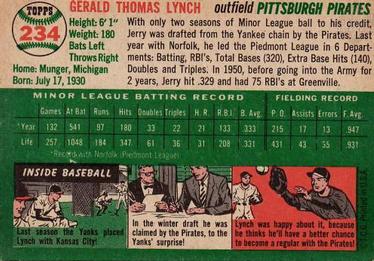 TOPPS
234
GERALD THOMAS LYNCH outfield PITTSBURGH PIRATES
Height: 6' 1"
Weight: 180
Bats Left
Throws Right
Home: Munger, Michigan
Born: July 17, 1930
With only two seasons of Minor League ball to his credit,
Jerry was drafted from the Yankee chain by the Pirates. Last
year with Norfolk, he led the Piedmont League in 6 Depart-
ments: Batting, RBI's, Total Bases (320), Extra Base Hits (140),
Doubles and Triples. In 1950, before going into the Army for
2 years, Jerry hit .329 and had 75 RBI's at Greenville.
MINOR LEAGUE BATTING RECORD FIELDING RECORD
Games At Bat Runs Hits Doubles Triples H.R. R.B.I. B. Avg. P.O. Assists Errors F. Avg.
Year 132 541 97 180 33 22 21 133 .333 215 17 13 .947
Life 257 1048 184 347 .331 .931
*Record with Norfolk (Piedmont League)
INSIDE BASEBALL
Last season the Yanks placed
Lynch with Kansas City!
In the winter draft he was
claimed by the Pirates, to
the Yanks' surprise!
Lynch was happy about it, because
he thinks he'll have a better chance
to become a regular with the Pirates!